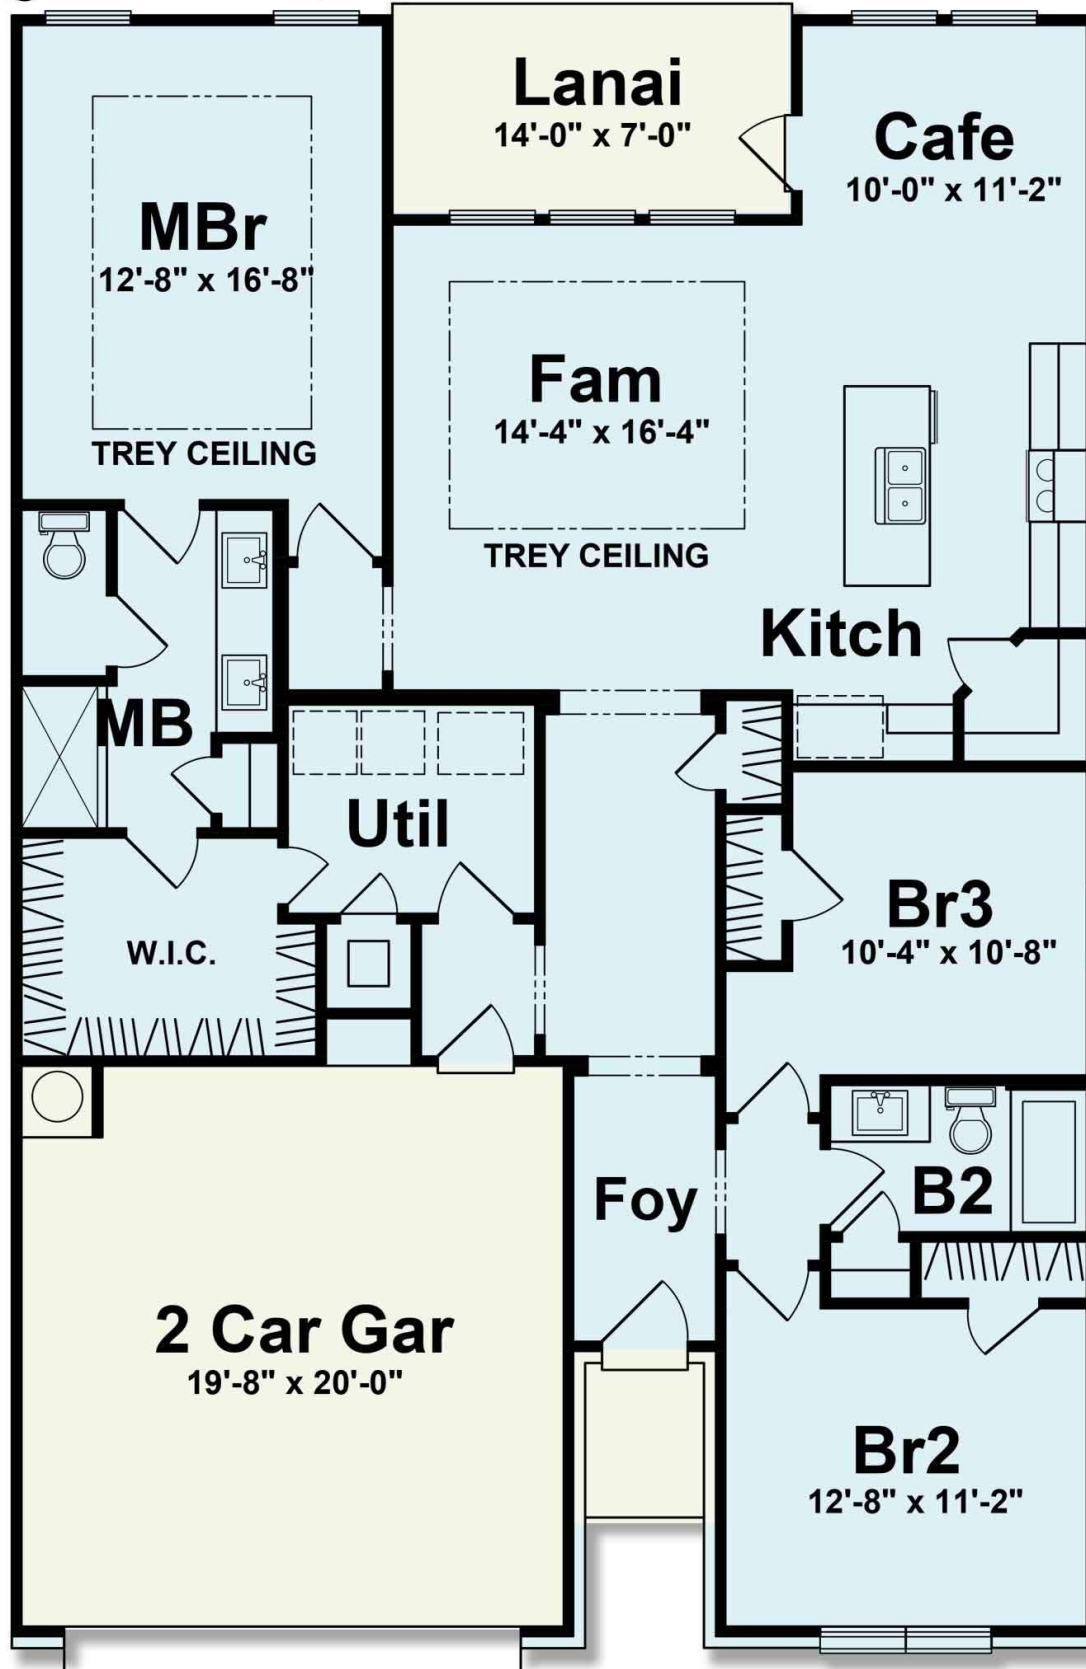 Lanai
14'-0" x 7'-0"
Cafe
10'-0" x 11'-2"
MBr
12'-8" x 16'-8"
TREY CEILING
Fam
14'-4" x 16'-4"
TREY CEILING
Kitch
MB
Util
W.I.C.
Br3
10'-4" x 10'-8"
B2
Foy
2 Car Gar
19'-8" x 20'-0"
Br2
12'-8" x 11'-2"